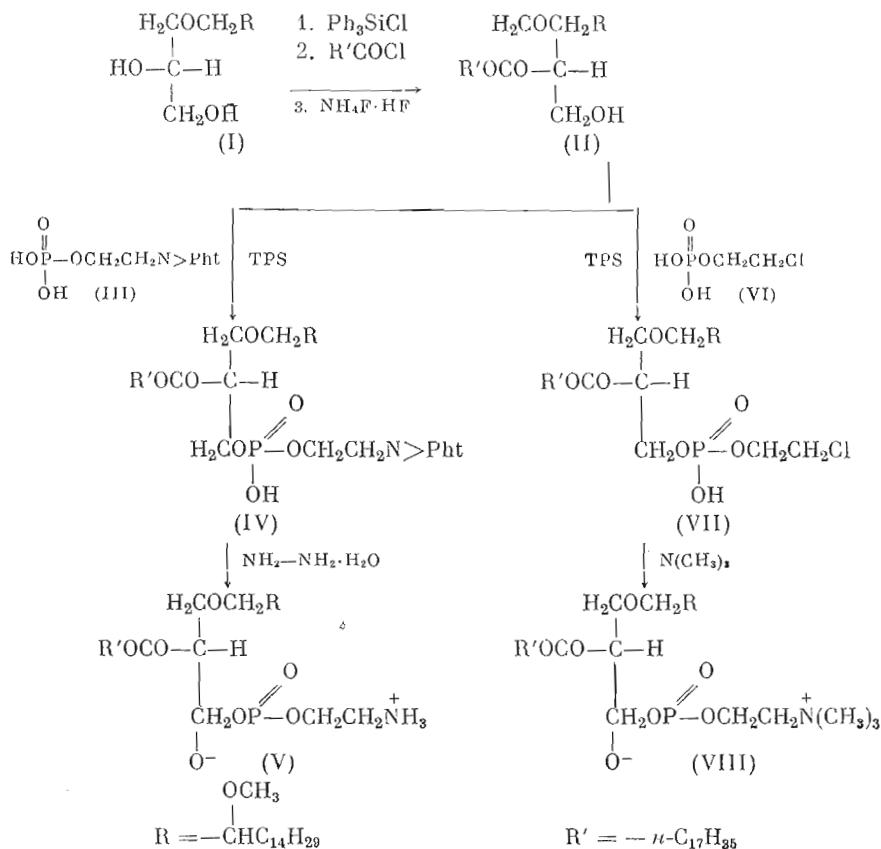 H₂COCH₂R 1. Ph₃SiCl H₂COCH₂R
2. R′COCl
HO—C—H R′OCO—C—H
3. NH₄F·HF
CH₂OH CH₂OH
(I) (II)
O O
HOP—OCH₂CH₂N>Pht TPS TPS HOPOCH₂CH₂Cl
OH (III) OH (VI)
H₂COCH₂R H₂COCH₂R
R′OCO—C—H R′OCO—C—H
O O
H₂COP—OCH₂CH₂N>Pht CH₂OP—OCH₂CH₂Cl
OH OH
(IV) (VII)
NH₂—NH₂·H₂O N(CH₃)₃
H₂COCH₂R H₂COCH₂R
R′OCO—C—H R′OCO—C—H
O O
CH₂OP—OCH₂CH₂N⁺H₃ CH₂OP—OCH₂CH₂N⁺(CH₃)₃
O⁻ (V) O⁻ (VIII)
OCH₃
R = —CHC₁₄H₂₉ R′ = — n-C₁₇H₃₅